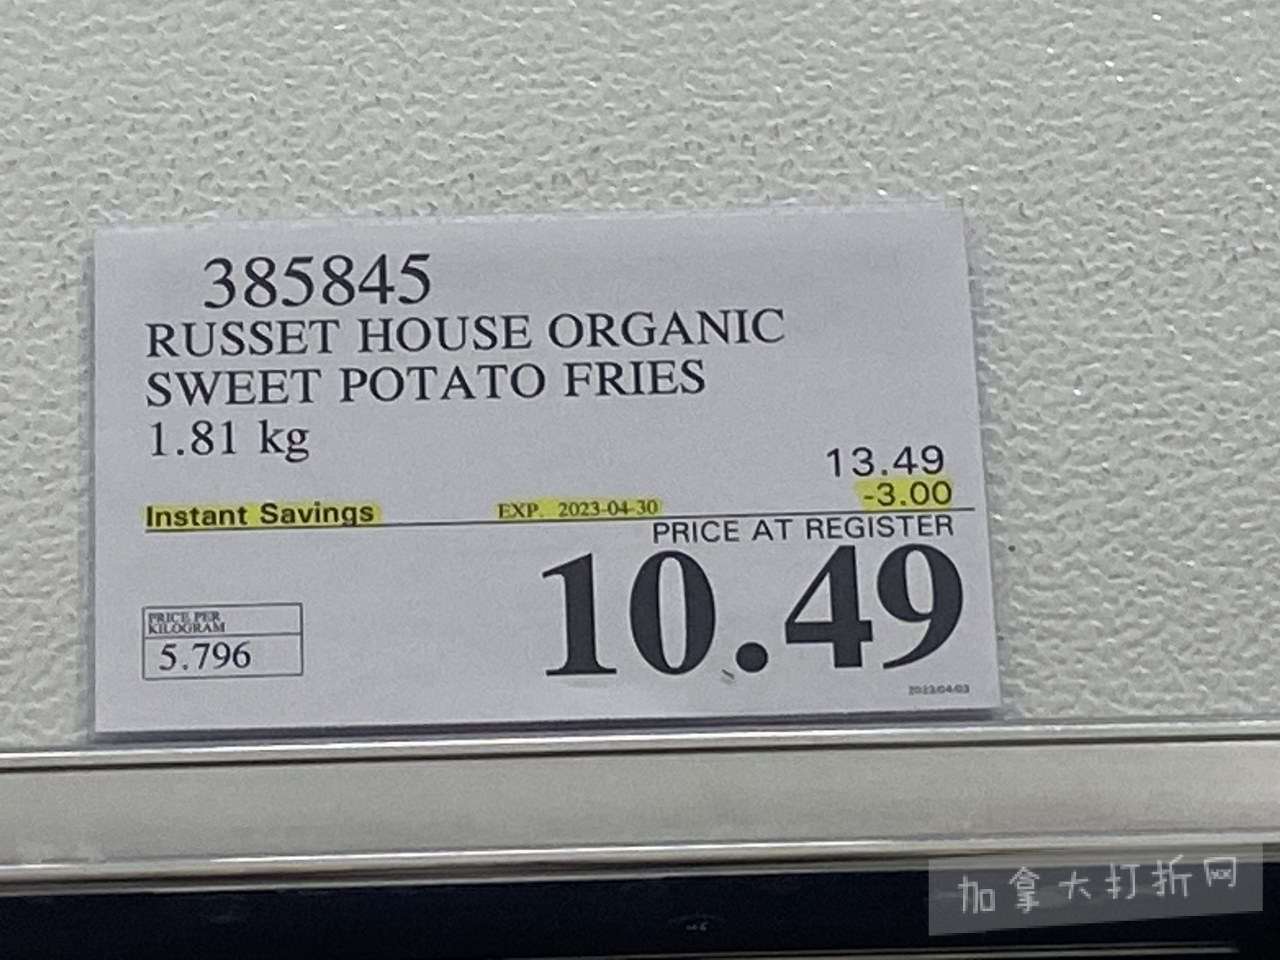 385845
RUSSET HOUSE ORGANIC
SWEET POTATO FRIES
1.81 kg
13.49
Instant Savings EXP. 2023-04-30 -3.00
PRICE AT REGISTER
10.49
PRICE PER
KILOGRAM
5.796
2023/04/03
加拿大打折网